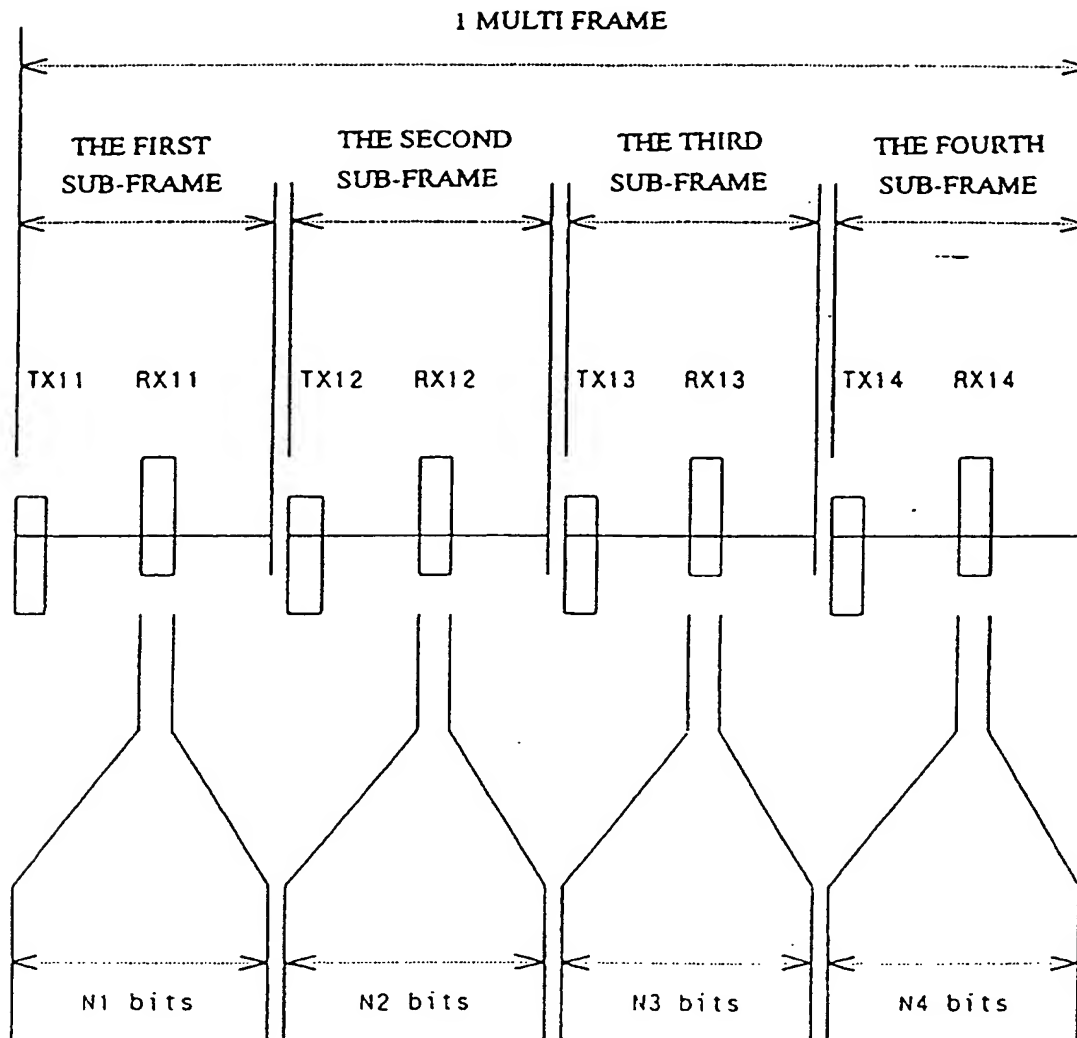 1 MULTI FRAME
THE FIRST
SUB-FRAME
THE SECOND
SUB-FRAME
THE THIRD
SUB-FRAME
THE FOURTH
SUB-FRAME
TX11 RX11 TX12 RX12 TX13 RX13 TX14 RX14
N1 bits N2 bits N3 bits N4 bits